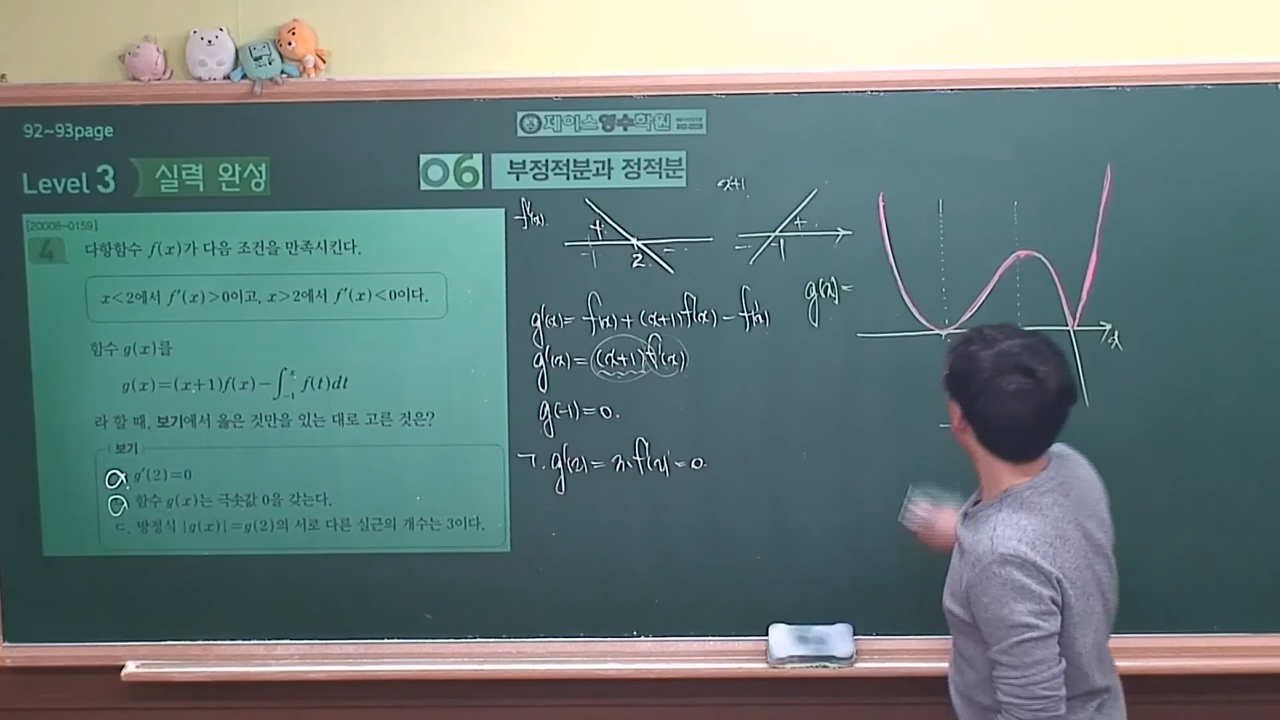 92~93page
제이스영수학원
Level 3 실력 완성
06 부정적분과 정적분
[20008-0159]
4 다항함수 f(x)가 다음 조건을 만족시킨다.
x<2에서 f'(x)>0이고, x>2에서 f'(x)<0이다.
함수 g(x)를
g(x)=(x+1)f(x)-∫_{-1}^{x} f(t)dt
라 할 때, 보기에서 옳은 것만을 있는 대로 고른 것은?
보기
g'(2)=0
함수 g(x)는 극솟값 0을 갖는다.
ㄷ. 방정식 |g(x)|=g(2)의 서로 다른 실근의 개수는 3이다.
f'(x).
+ -
-1 2
x+1
- +
-1
g'(x)= f(x)+(x+1)f'(x)-f(x)
g'(x)= (x+1)f'(x)
g(-1)=0.
ㄱ. g'(2)= 3·f'(2)=0.
g(x)=
x